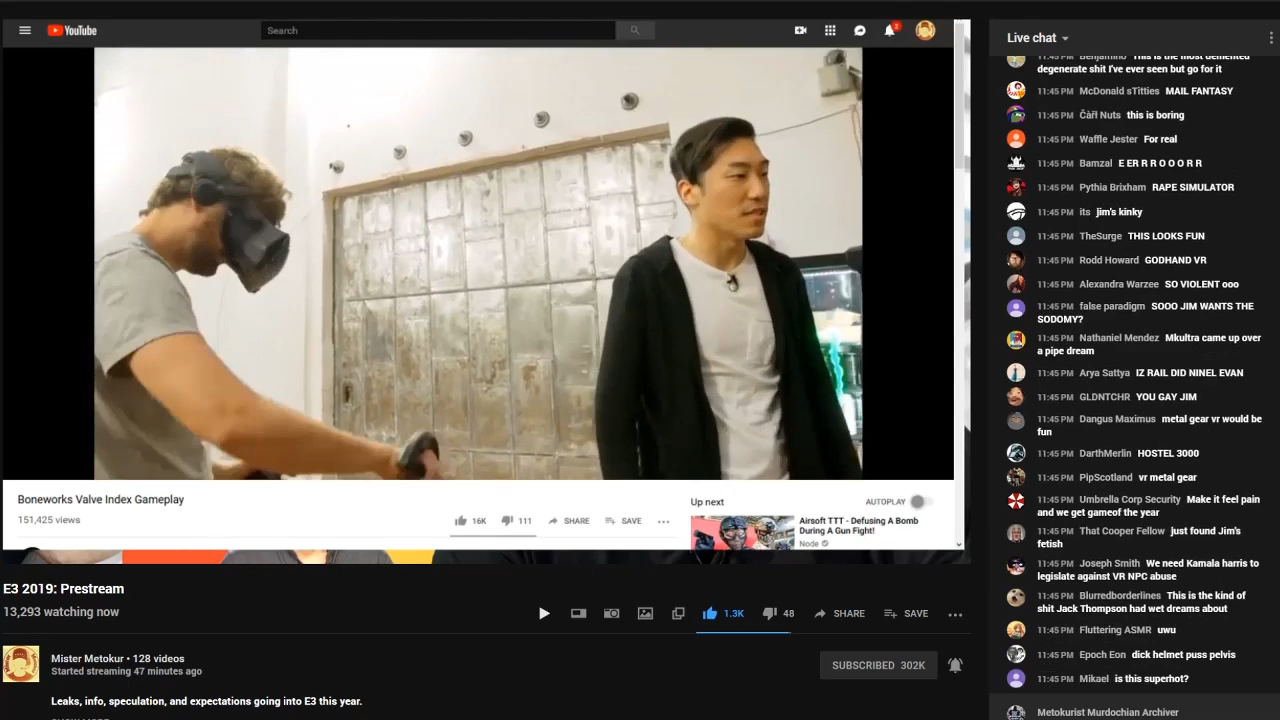 YouTube
Search
2
Boneworks Valve Index Gameplay
151,425 views
16K
111
SHARE
SAVE
Up next
AUTOPLAY
Airsoft TTT - Defusing A Bomb
During A Gun Fight!
Node
E3 2019: Prestream
13,293 watching now
1.3K
48
SHARE
SAVE
Mister Metokur • 128 videos
Started streaming 47 minutes ago
SUBSCRIBED 302K
Leaks, info, speculation, and expectations going into E3 this year.
Live chat
11:45 PM Benjamino This is the most demented
degenerate shit I've ever seen but go for it
11:45 PM McDonald sTitties MAIL FANTASY
11:45 PM Čàřl Nuts this is boring
11:45 PM Waffle Jester For real
11:45 PM Bamzal E E R R R O O O R R
11:45 PM Pythia Brixham RAPE SIMULATOR
11:45 PM its jim's kinky
11:45 PM TheSurge THIS LOOKS FUN
11:45 PM Rodd Howard GODHAND VR
11:45 PM Alexandra Warzee SO VIOLENT ooo
11:45 PM false paradigm SOOO JIM WANTS THE
SODOMY?
11:45 PM Nathaniel Mendez Mkultra came up over
a pipe dream
11:45 PM Arya Sattya IZ RAIL DID NINEL EVAN
11:45 PM GLDNTCHR YOU GAY JIM
11:45 PM Dangus Maximus metal gear vr would be
fun
11:45 PM DarthMerlin HOSTEL 3000
11:45 PM PipScotland vr metal gear
11:45 PM Umbrella Corp Security Make it feel pain
and we get gameof the year
11:45 PM That Cooper Fellow just found Jim's
fetish
11:45 PM Joseph Smith We need Kamala harris to
legislate against VR NPC abuse
11:45 PM Blurredborderlines This is the kind of
shit Jack Thompson had wet dreams about
11:45 PM Fluttering ASMR uwu
11:45 PM Epoch Eon dick helmet puss pelvis
11:45 PM Mikael is this superhot?
Metokurist Murdochian Archiver